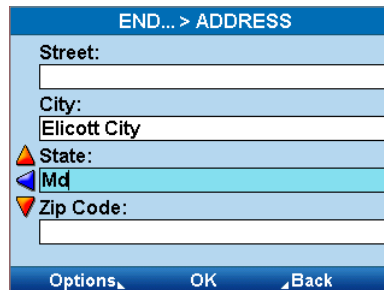 END... > ADDRESS
Street:
City:
Elicott City
State:
Md
Zip Code:
Options OK Back